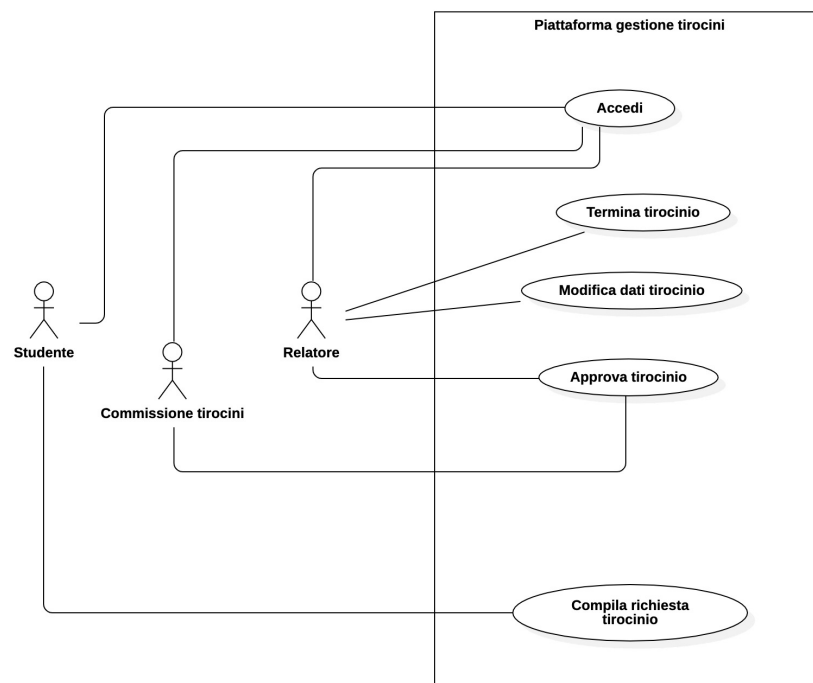 Piattaforma gestione tirocini
Accedi
Termina tirocinio
Modifica dati tirocinio
Studente
Relatore
Approva tirocinio
Commissione tirocini
Compila richiesta
tirocinio